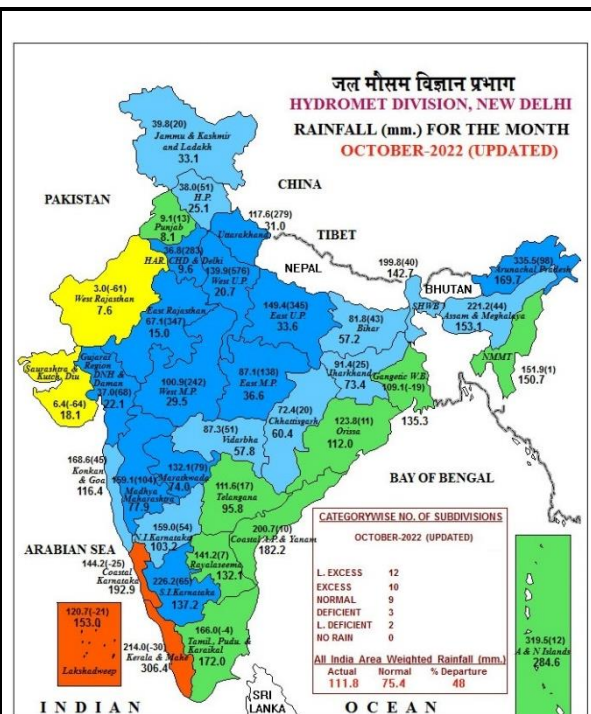 जल मौसम विज्ञान प्रभाग
HYDROMET DIVISION, NEW DELHI
RAINFALL (mm.) FOR THE MONTH
OCTOBER-2022 (UPDATED)
39.8(20)
Jammu & Kashmir
and Ladakh
33.1
CHINA
38.0(51)
H.P.
25.1
PAKISTAN
9.1(13)
Punjab
8.1
117.6(279)
31.0
Uttarakhand
TIBET
36.8(283)
HAR. CHD & Delhi
9.6
139.9(576)
West U.P.
20.7
NEPAL
199.8(40)
142.7
BHUTAN
335.5(98)
Arunachal Pradesh
169.7
3.0(-61)
West Rajasthan
7.6
East Rajasthan
67.1(347)
15.0
149.4(345)
East U.P.
33.6
SHWB
221.2(44)
Assam & Meghalaya
153.1
81.8(43)
Bihar
57.2
NMMT
151.9(1)
150.7
Saurashtra &
Kutch, Diu
6.4(-64)
18.1
Gujarat
Region
DNH &
Daman
37.0(68)
22.1
100.9(242)
West M.P.
29.5
87.1(138)
East M.P.
36.6
91.4(25)
Jharkhand
73.4
Gangetic W.B.
109.1(-19)
135.3
72.4(20)
Chhattisgarh
60.4
123.8(11)
Orissa
112.0
87.3(51)
Vidarbha
57.8
168.6(45)
Konkan
& Goa
116.4
159.1(104)
Madhya
Maharashtra
77.9
132.1(79)
Marathwada
74.0
111.6(17)
Telangana
95.8
BAY OF BENGAL
ARABIAN SEA
159.0(54)
N.I.Karnataka
103.2
200.7(10)
Coastal A.P. & Yanam
182.2
144.2(-25)
Coastal
Karnataka
192.9
141.2(7)
Rayalaseema
132.1
226.2(65)
S.I.Karnataka
137.2
CATEGORYWISE NO. OF SUBDIVISIONS
OCTOBER-2022 (UPDATED)
L. EXCESS 12
EXCESS 10
NORMAL 9
DEFICIENT 3
L. DEFICIENT 2
NO RAIN 0
All India Area Weighted Rainfall (mm.)
Actual Normal % Departure
111.8 75.4 48
120.7(-21)
153.0
Lakshadweep
214.0(-30)
Kerala & Mahe
306.4
166.0(-4)
Tamil, Pudu. &
Karaikal
172.0
319.5(12)
A & N Islands
284.6
SRI
LANKA
INDIAN OCEAN